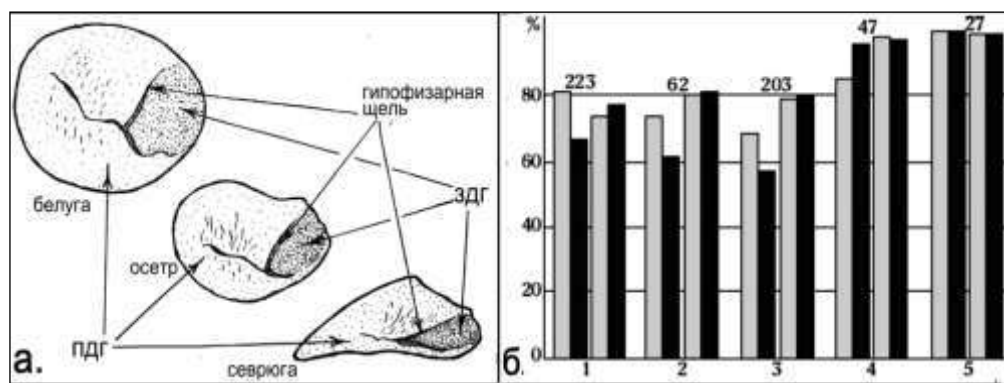 гипофизарная
щель
белуга
ЗДГ
осетр
ПДГ
севрюга
а.
%
80
60
40
20
0
223
62
203
47
27
1
2
3
4
5
б.